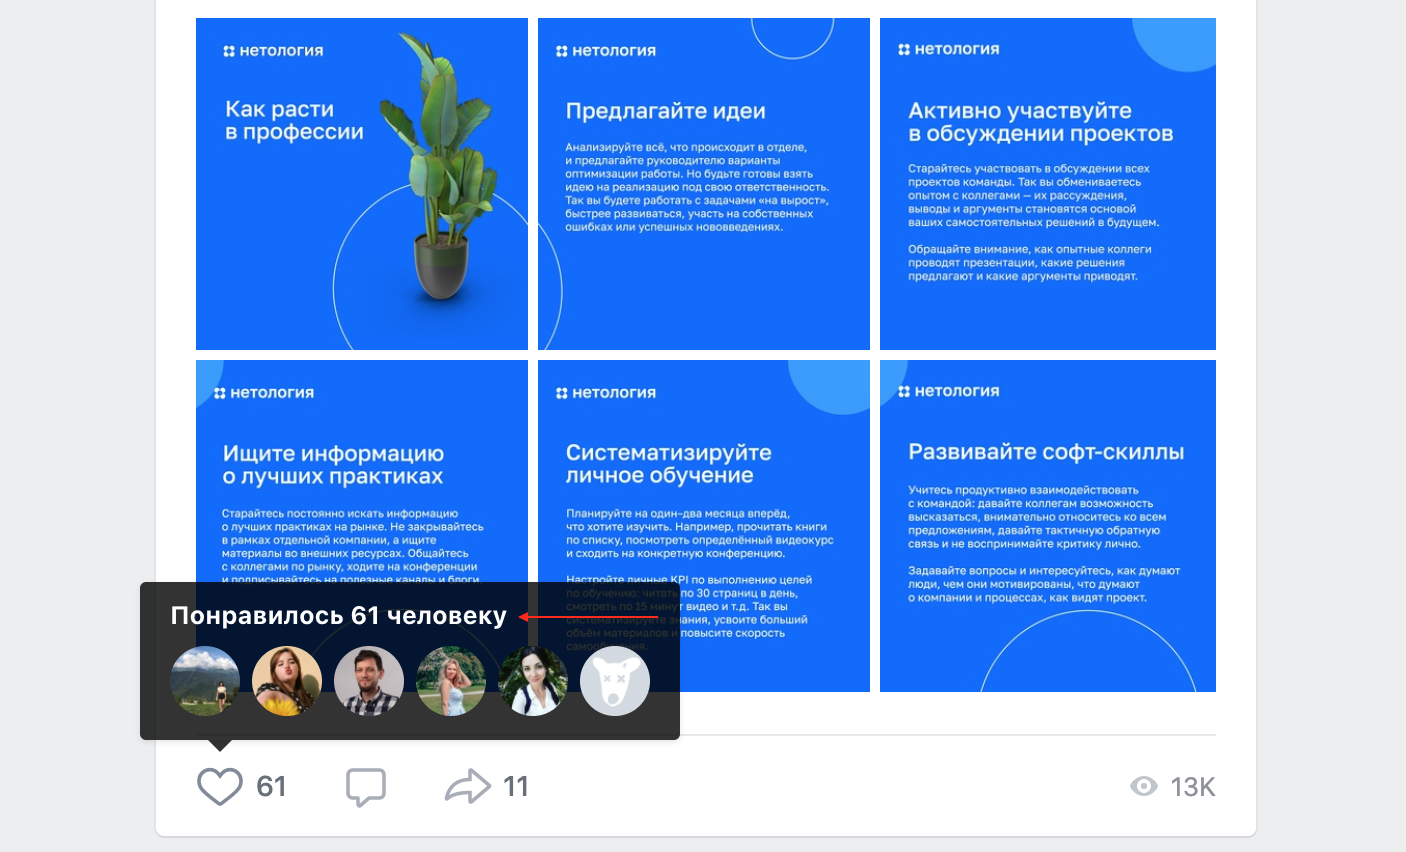 нетология
Как расти
в профессии
нетология
Предлагайте идеи
Анализируйте всё, что происходит в отделе,
и предлагайте руководителю варианты
оптимизации работы. Но будьте готовы взять
идею на реализацию под свою ответственность.
Так вы будете работать с задачами «на вырост»,
быстрее развиваться, участь на собственных
ошибках или успешных нововведениях.
нетология
Активно участвуйте
в обсуждении проектов
Старайтесь участвовать в обсуждении всех
проектов команды. Так вы обмениваетесь
опытом с коллегами — их рассуждения,
выводы и аргументы становятся основой
ваших самостоятельных решений в будущем.
Обращайте внимание, как опытные коллеги
проводят презентации, какие решения
предлагают и какие аргументы приводят.
нетология
Ищите информацию
о лучших практиках
Старайтесь постоянно искать информацию
о лучших практиках на рынке. Не закрывайтесь
в рамках отдельной компании, а ищите
материалы во внешних ресурсах. Общайтесь
с коллегами по рынку, ходите на конференции
и подписывайтесь на полезные каналы и блоги
нетология
Систематизируйте
личное обучение
Планируйте на один–два месяца вперёд,
что хотите изучить. Например, прочитать книги
по списку, посмотреть определённый видеокурс
и сходить на конкретную конференцию.
Настройте личные KPI по выполнению целей
по обучению: читать по 30 страниц в день,
смотреть по 15 минут видео и т.д. Так вы
систематизируете знания, усвоите больший
объём материалов и повысите скорость
нетология
Развивайте софт-скиллы
Учитесь продуктивно взаимодействовать
с командой: давайте коллегам возможность
высказаться, внимательно относитесь ко всем
предложениям, давайте тактичную обратную
связь и не воспринимайте критику лично.
Задавайте вопросы и интересуйтесь, как думают
люди, чем они мотивированы, что думают
о компании и процессах, как видят проект.
Понравилось 61 человеку
61
11
13K